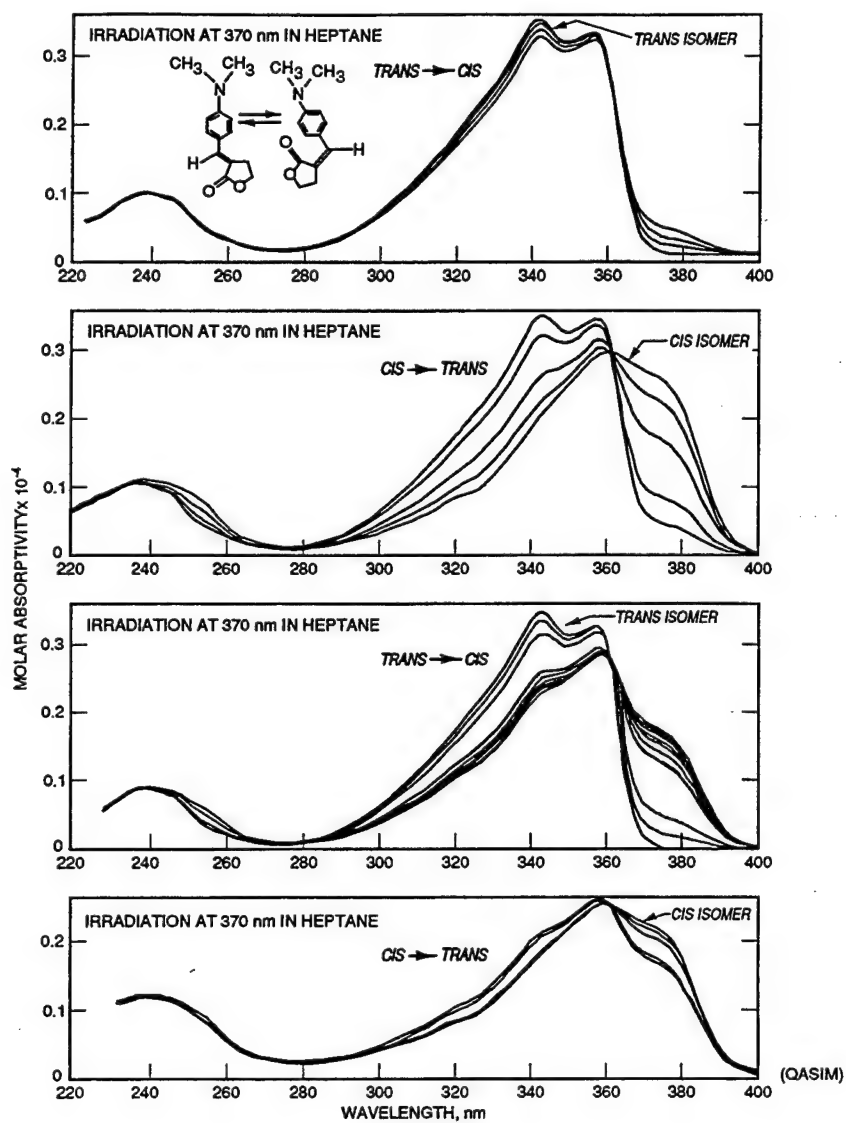 IRRADIATION AT 370 nm IN HEPTANE
TRANS → CIS
TRANS ISOMER
CH₃
CH₃
N
H
O
O
CH₃
CH₃
N
O
O
H
0.3
0.2
0.1
0
220 240 260 280 300 320 340 360 380 400
IRRADIATION AT 370 nm IN HEPTANE
CIS → TRANS
CIS ISOMER
0.3
0.2
0.1
0
220 240 260 280 300 320 340 360 380 400
MOLAR ABSORPTIVITYx 10⁻⁴
IRRADIATION AT 370 nm IN HEPTANE
TRANS → CIS
TRANS ISOMER
0.3
0.2
0.1
0
220 240 260 280 300 320 340 360 380 400
IRRADIATION AT 370 nm IN HEPTANE
CIS → TRANS
CIS ISOMER
0.2
0.1
0
220 240 260 280 300 320 340 360 380 400
WAVELENGTH, nm
(QASIM)